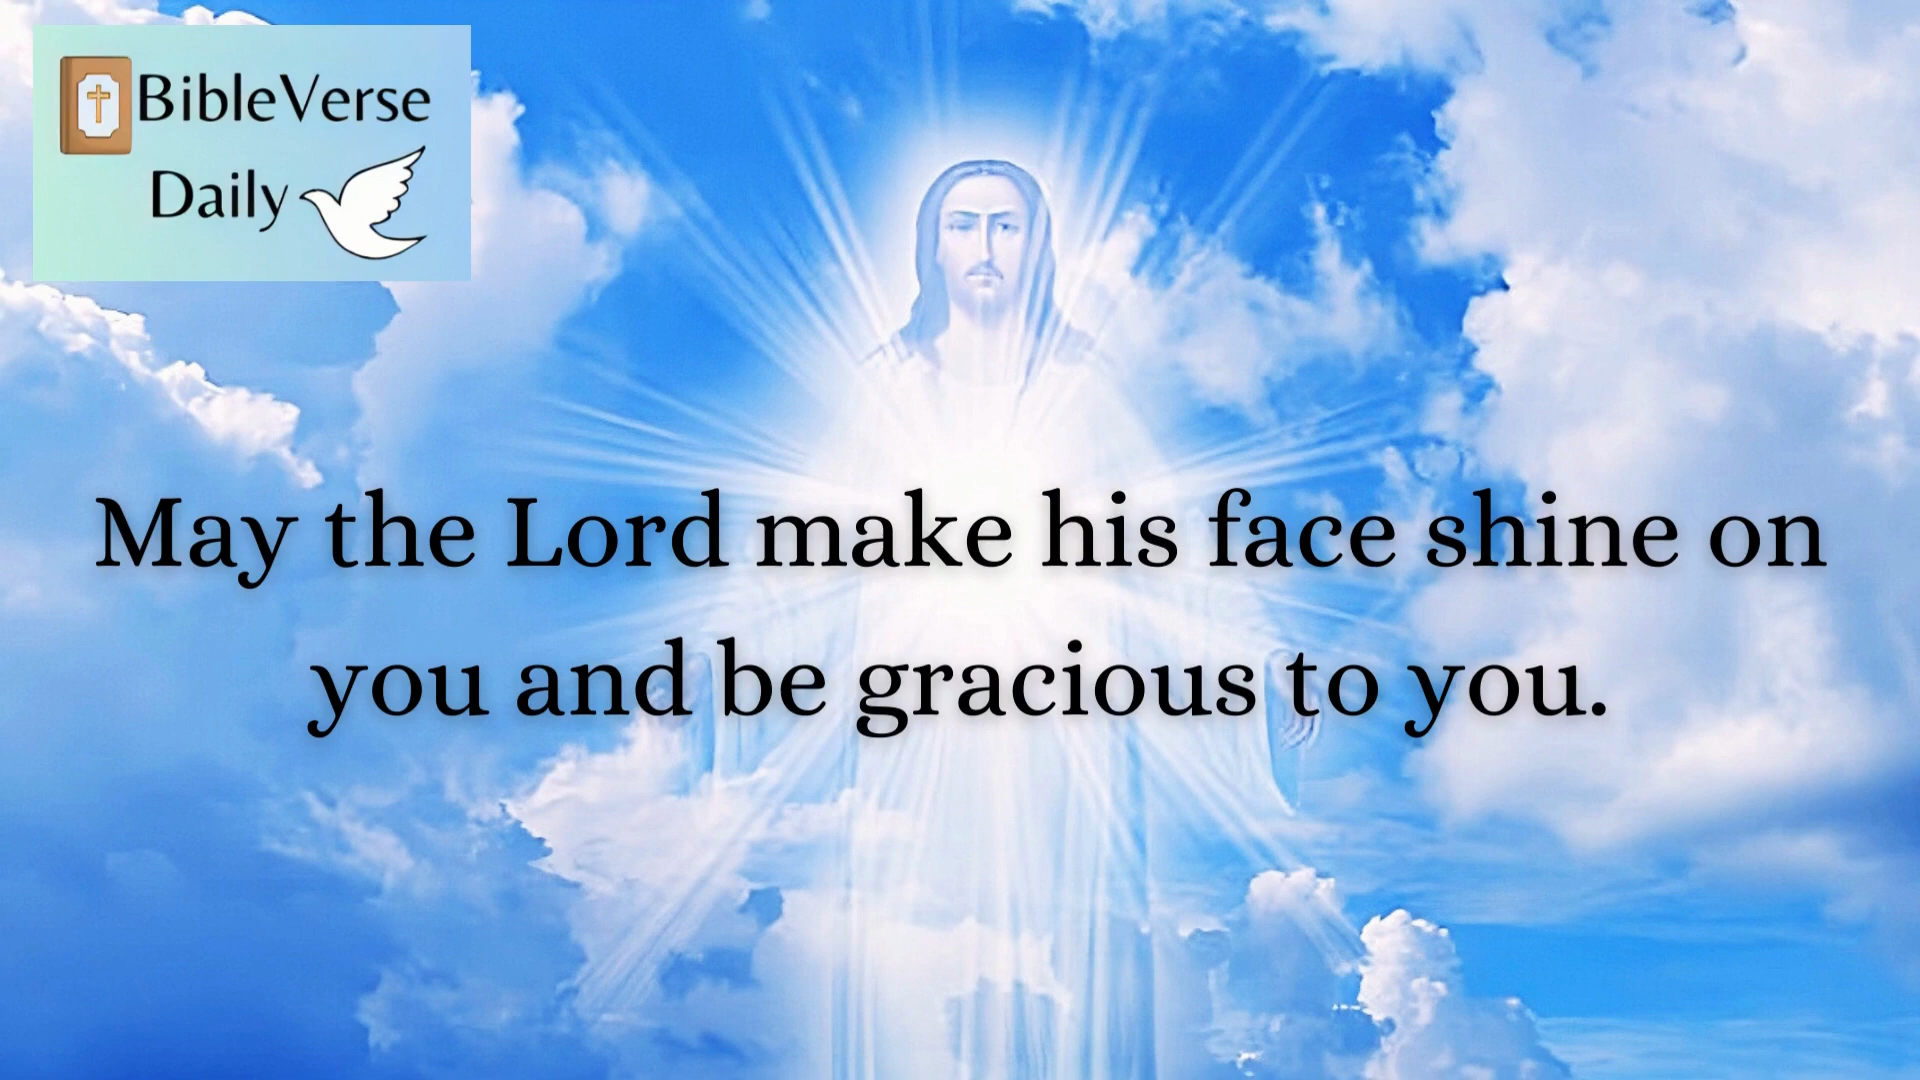 BibleVerse
Daily
May the Lord make his face shine on
you and be gracious to you.